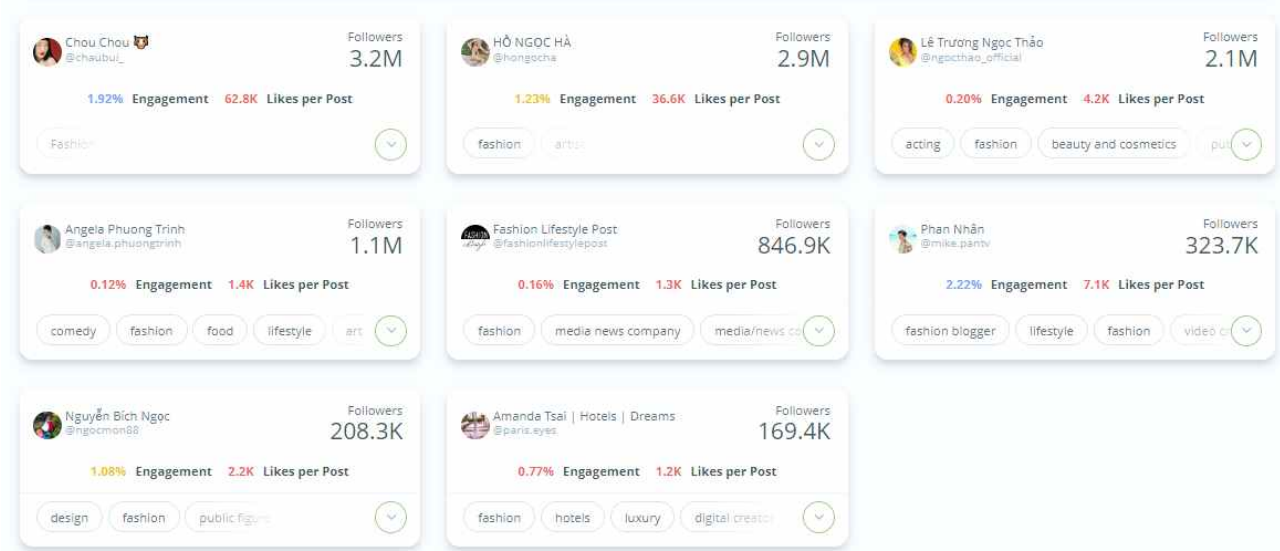 Chou Chou 🐯
@chaubui_
Followers
3.2M
1.92% Engagement 62.8K Likes per Post
Fashion
HỒ NGỌC HÀ
@hongocha
Followers
2.9M
1.23% Engagement 36.6K Likes per Post
fashion
Lê Trương Ngọc Thảo
@ngocthao_official
Followers
2.1M
0.20% Engagement 4.2K Likes per Post
acting fashion beauty and cosmetics
Angela Phuong Trinh
@angela.phuongtrinh
Followers
1.1M
0.12% Engagement 1.4K Likes per Post
comedy fashion food lifestyle art
Fashion Lifestyle Post
@fashionlifestylepost
Followers
846.9K
0.16% Engagement 1.3K Likes per Post
fashion media news company media/news
Phan Nhân
@mike.pantv
Followers
323.7K
2.22% Engagement 7.1K Likes per Post
fashion blogger lifestyle fashion video
Nguyễn Bích Ngọc
@ngocmon88
Followers
208.3K
1.08% Engagement 2.2K Likes per Post
design fashion public figure
Amanda Tsai | Hotels | Dreams
@paris.eyes
Followers
169.4K
0.77% Engagement 1.2K Likes per Post
fashion hotels luxury digital creator